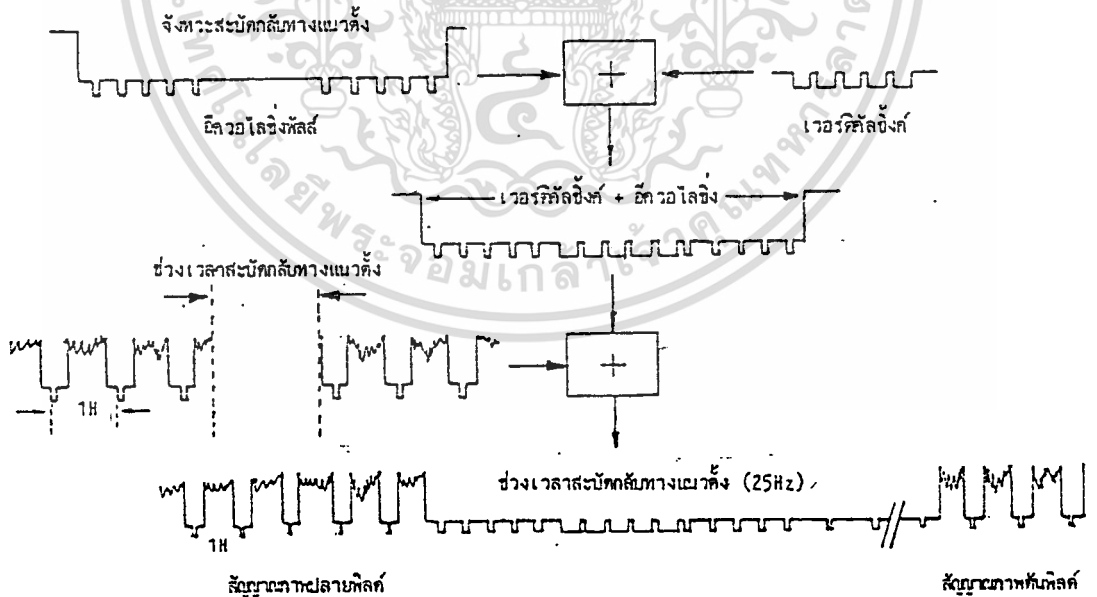 จังหวะสะบัดกลับทางแนวตั้ง
+
อีควอไลซิ่งพัลส์
เวอร์ติคัลซิ้งค์
เวอร์ติคัลซิ้งค์ + อีควอไลซิ่ง
ช่วงเวลาสะบัดกลับทางแนวตั้ง
+
1H
ช่วงเวลาสะบัดกลับทางแนวตั้ง (25Hz)
1H
สัญญาณภาพปลายฟิลด์
สัญญาณภาพต้นฟิลด์